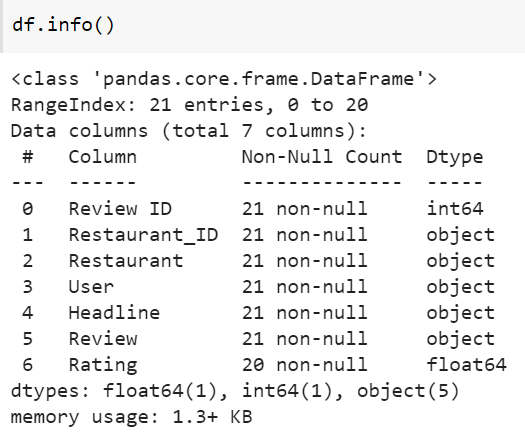 df.info()
<class 'pandas.core.frame.DataFrame'>
RangeIndex: 21 entries, 0 to 20
Data columns (total 7 columns):
 #   Column         Non-Null Count  Dtype
---  ------         --------------  -----
 0   Review ID      21 non-null     int64
 1   Restaurant_ID  21 non-null     object
 2   Restaurant     21 non-null     object
 3   User           21 non-null     object
 4   Headline       21 non-null     object
 5   Review         21 non-null     object
 6   Rating         20 non-null     float64
dtypes: float64(1), int64(1), object(5)
memory usage: 1.3+ KB